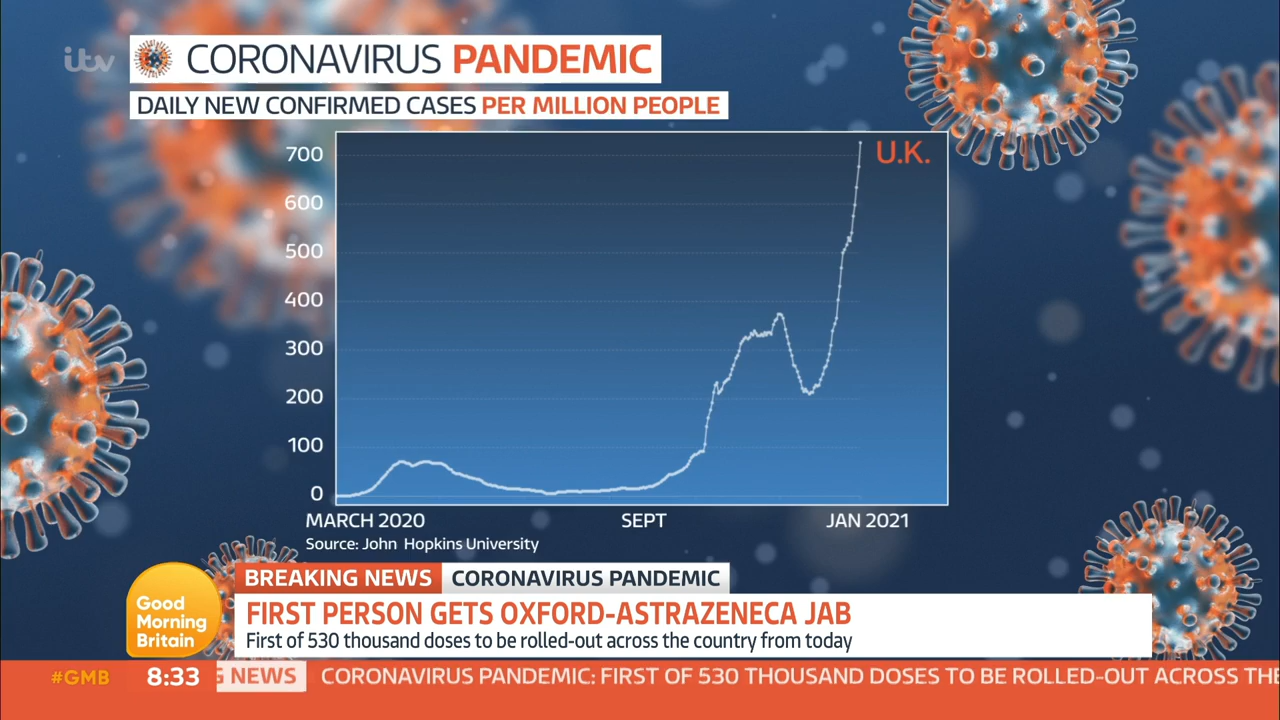 itv
CORONAVIRUS PANDEMIC
DAILY NEW CONFIRMED CASES PER MILLION PEOPLE
U.K.
700
600
500
400
300
200
100
0
MARCH 2020 SEPT JAN 2021
Source: John Hopkins University
Good
Morning
Britain
BREAKING NEWS CORONAVIRUS PANDEMIC
FIRST PERSON GETS OXFORD-ASTRAZENECA JAB
First of 530 thousand doses to be rolled-out across the country from today
#GMB 8:33 G NEWS CORONAVIRUS PANDEMIC: FIRST OF 530 THOUSAND DOSES TO BE ROLLED-OUT ACROSS THE